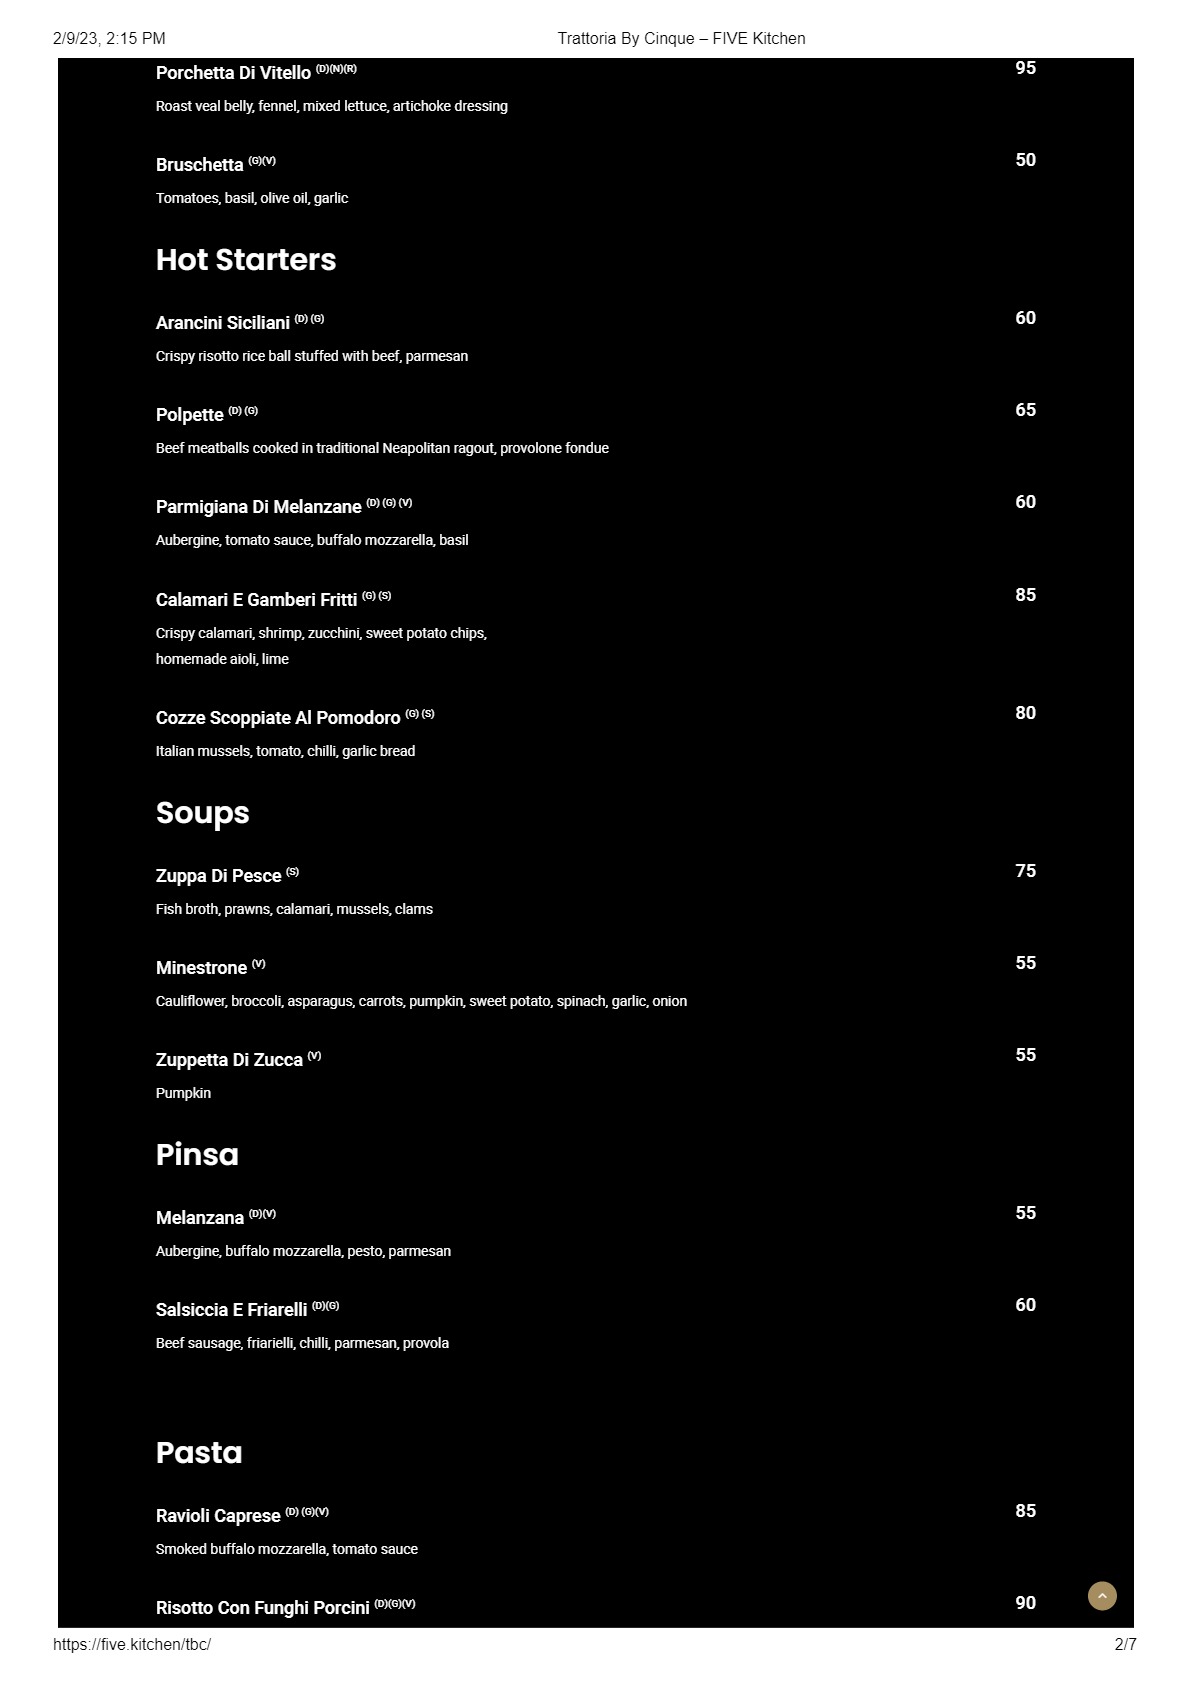 2/9/23, 2:15 PM
Trattoria By Cinque – FIVE Kitchen
Porchetta Di Vitello (D)(N)(R) 95
Roast veal belly, fennel, mixed lettuce, artichoke dressing
Bruschetta (G)(V) 50
Tomatoes, basil, olive oil, garlic
Hot Starters
Arancini Siciliani (D) (G) 60
Crispy risotto rice ball stuffed with beef, parmesan
Polpette (D) (G) 65
Beef meatballs cooked in traditional Neapolitan ragout, provolone fondue
Parmigiana Di Melanzane (D) (G) (V) 60
Aubergine, tomato sauce, buffalo mozzarella, basil
Calamari E Gamberi Fritti (G) (S) 85
Crispy calamari, shrimp, zucchini, sweet potato chips,
homemade aioli, lime
Cozze Scoppiate Al Pomodoro (G) (S) 80
Italian mussels, tomato, chilli, garlic bread
Soups
Zuppa Di Pesce (S) 75
Fish broth, prawns, calamari, mussels, clams
Minestrone (V) 55
Cauliflower, broccoli, asparagus, carrots, pumpkin, sweet potato, spinach, garlic, onion
Zuppetta Di Zucca (V) 55
Pumpkin
Pinsa
Melanzana (D)(V) 55
Aubergine, buffalo mozzarella, pesto, parmesan
Salsiccia E Friarelli (D)(G) 60
Beef sausage, friarielli, chilli, parmesan, provola
Pasta
Ravioli Caprese (D) (G)(V) 85
Smoked buffalo mozzarella, tomato sauce
Risotto Con Funghi Porcini (D)(G)(V) 90
https://five.kitchen/tbc/
2/7